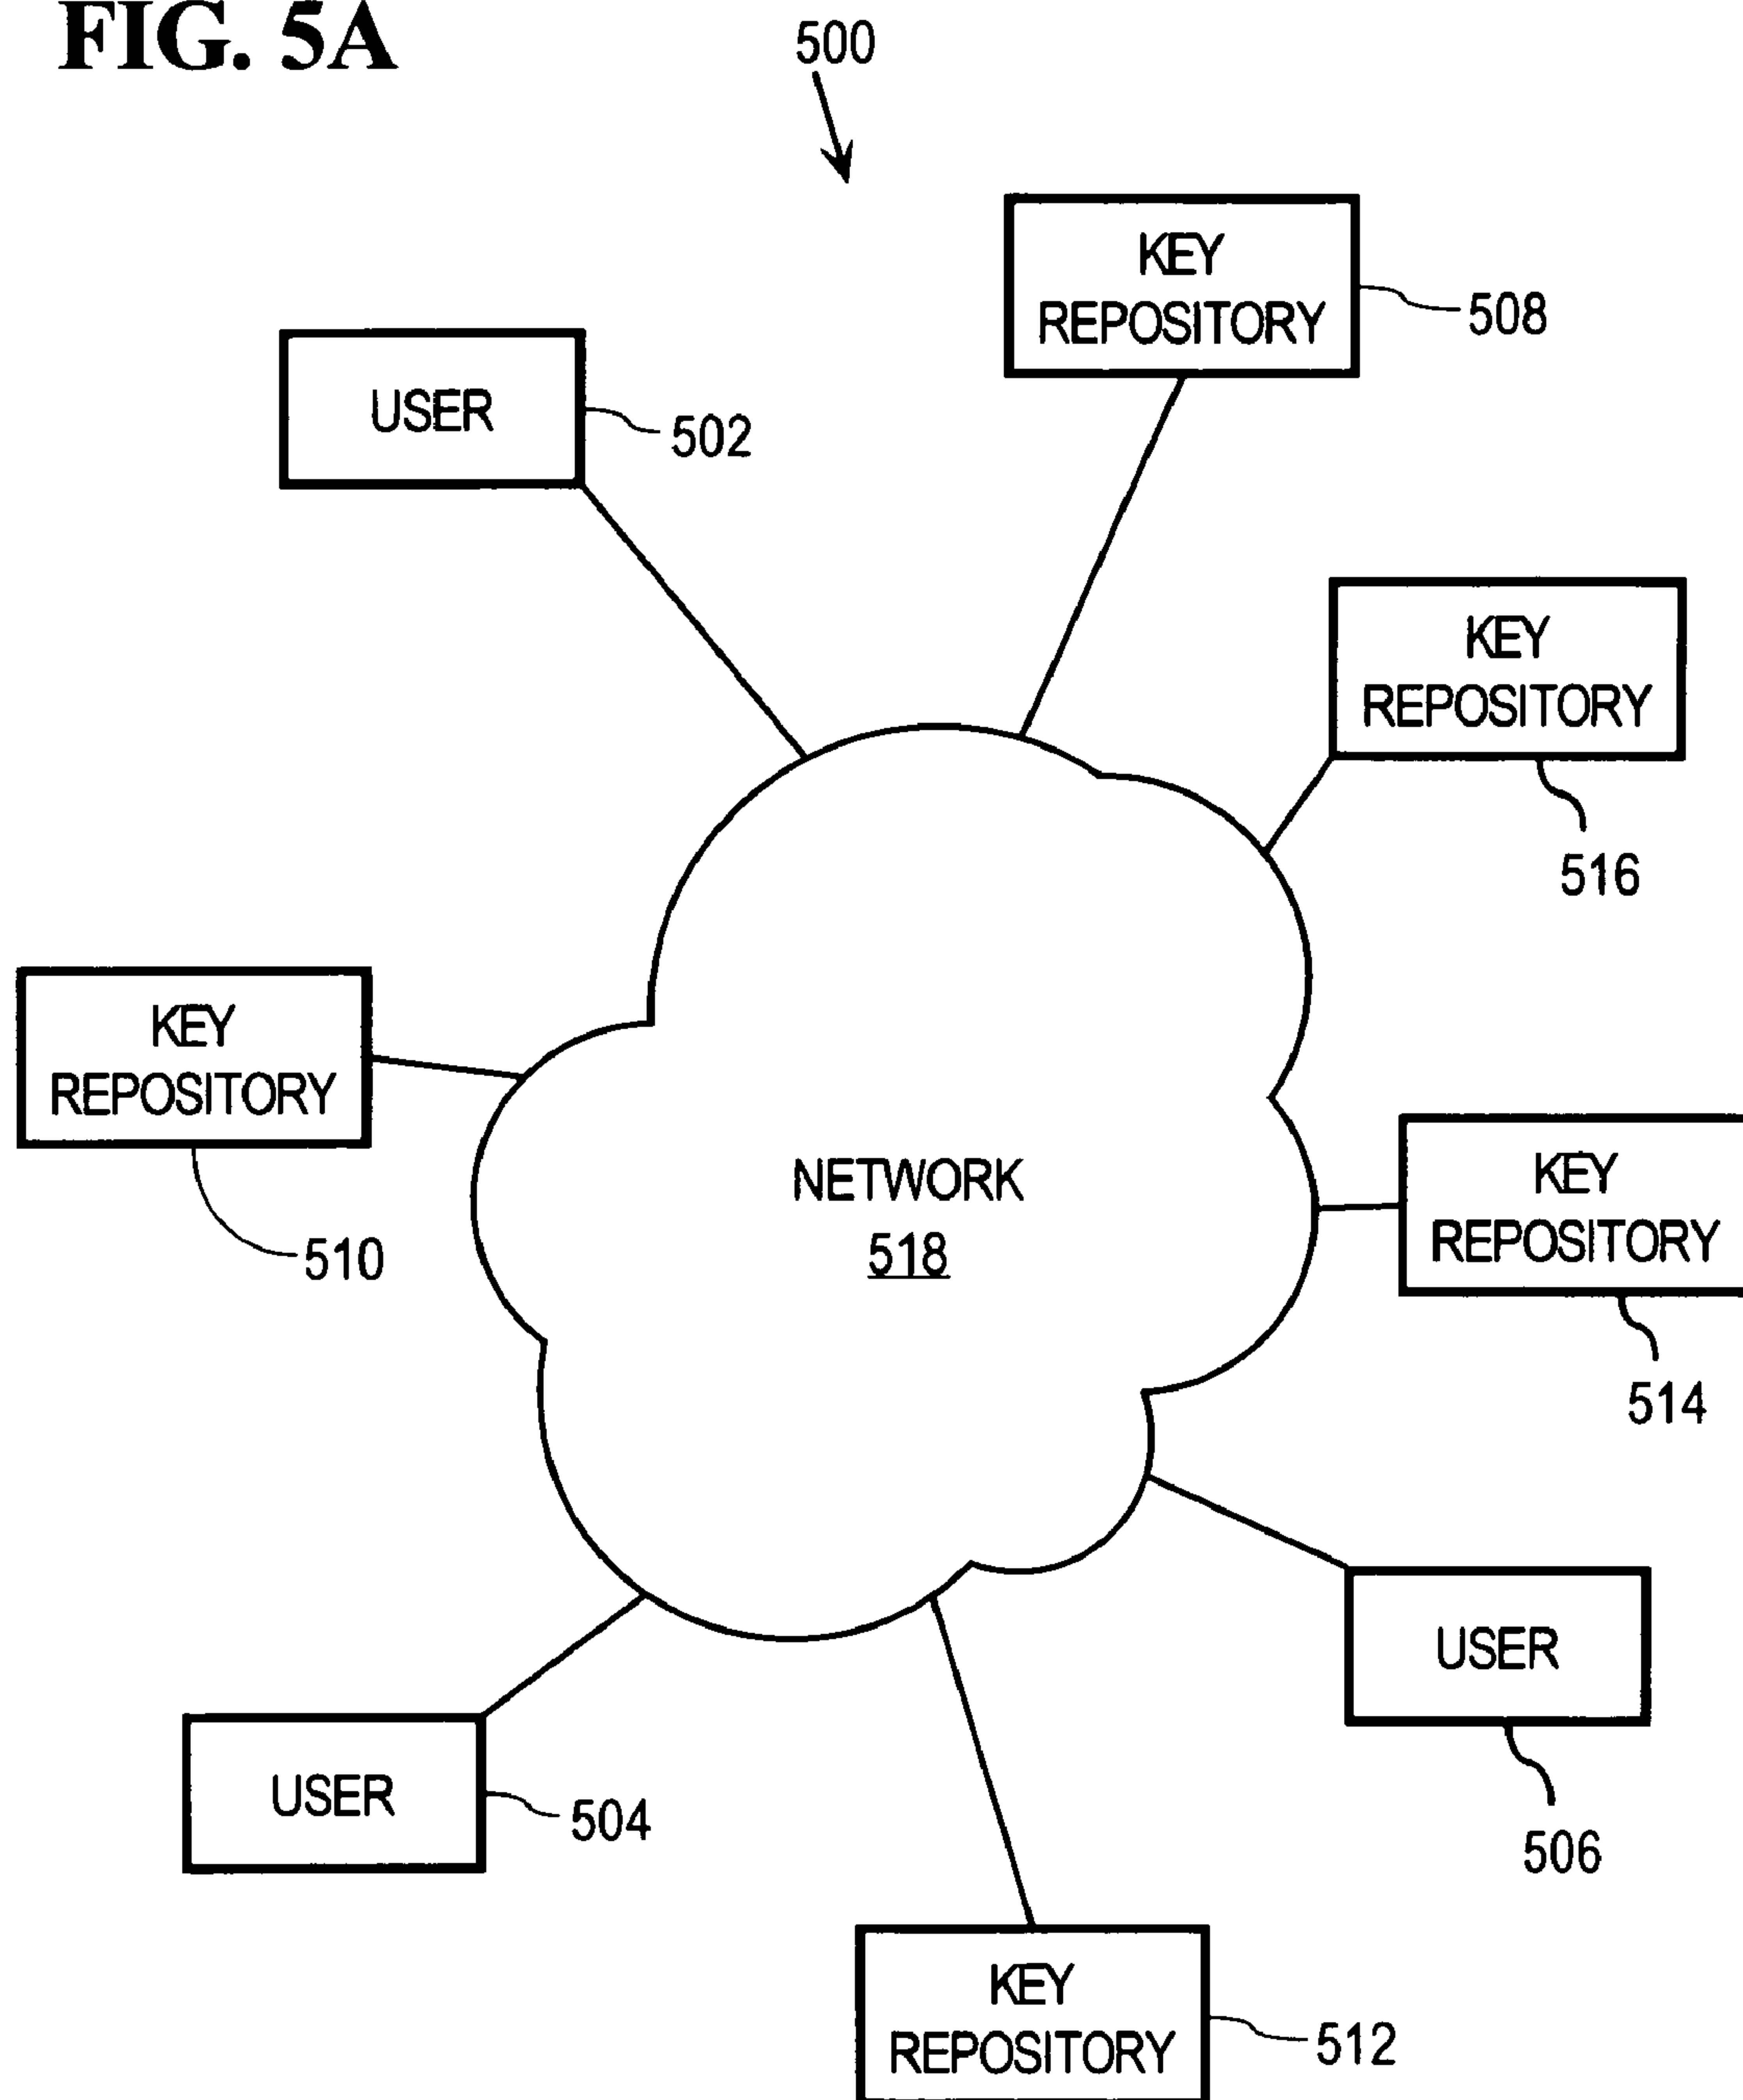 FIG. 5A
500
KEY
REPOSITORY
508
USER
502
KEY
REPOSITORY
516
KEY
REPOSITORY
510
NETWORK
518
KEY
REPOSITORY
514
USER
506
USER
504
KEY
REPOSITORY
512